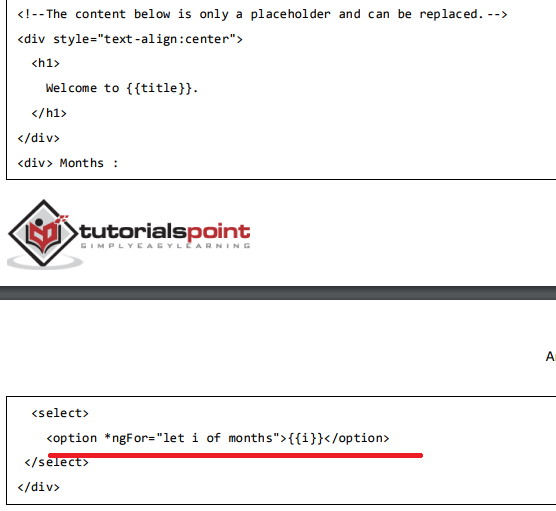 <!--The content below is only a placeholder and can be replaced.-->
<div style="text-align:center">
<h1>
Welcome to {{title}}.
</h1>
</div>
<div> Months :
tutorialspoint
SIMPLYEASYLEARNING
<select>
<option *ngFor="let i of months">{{i}}</option>
</select>
</div>